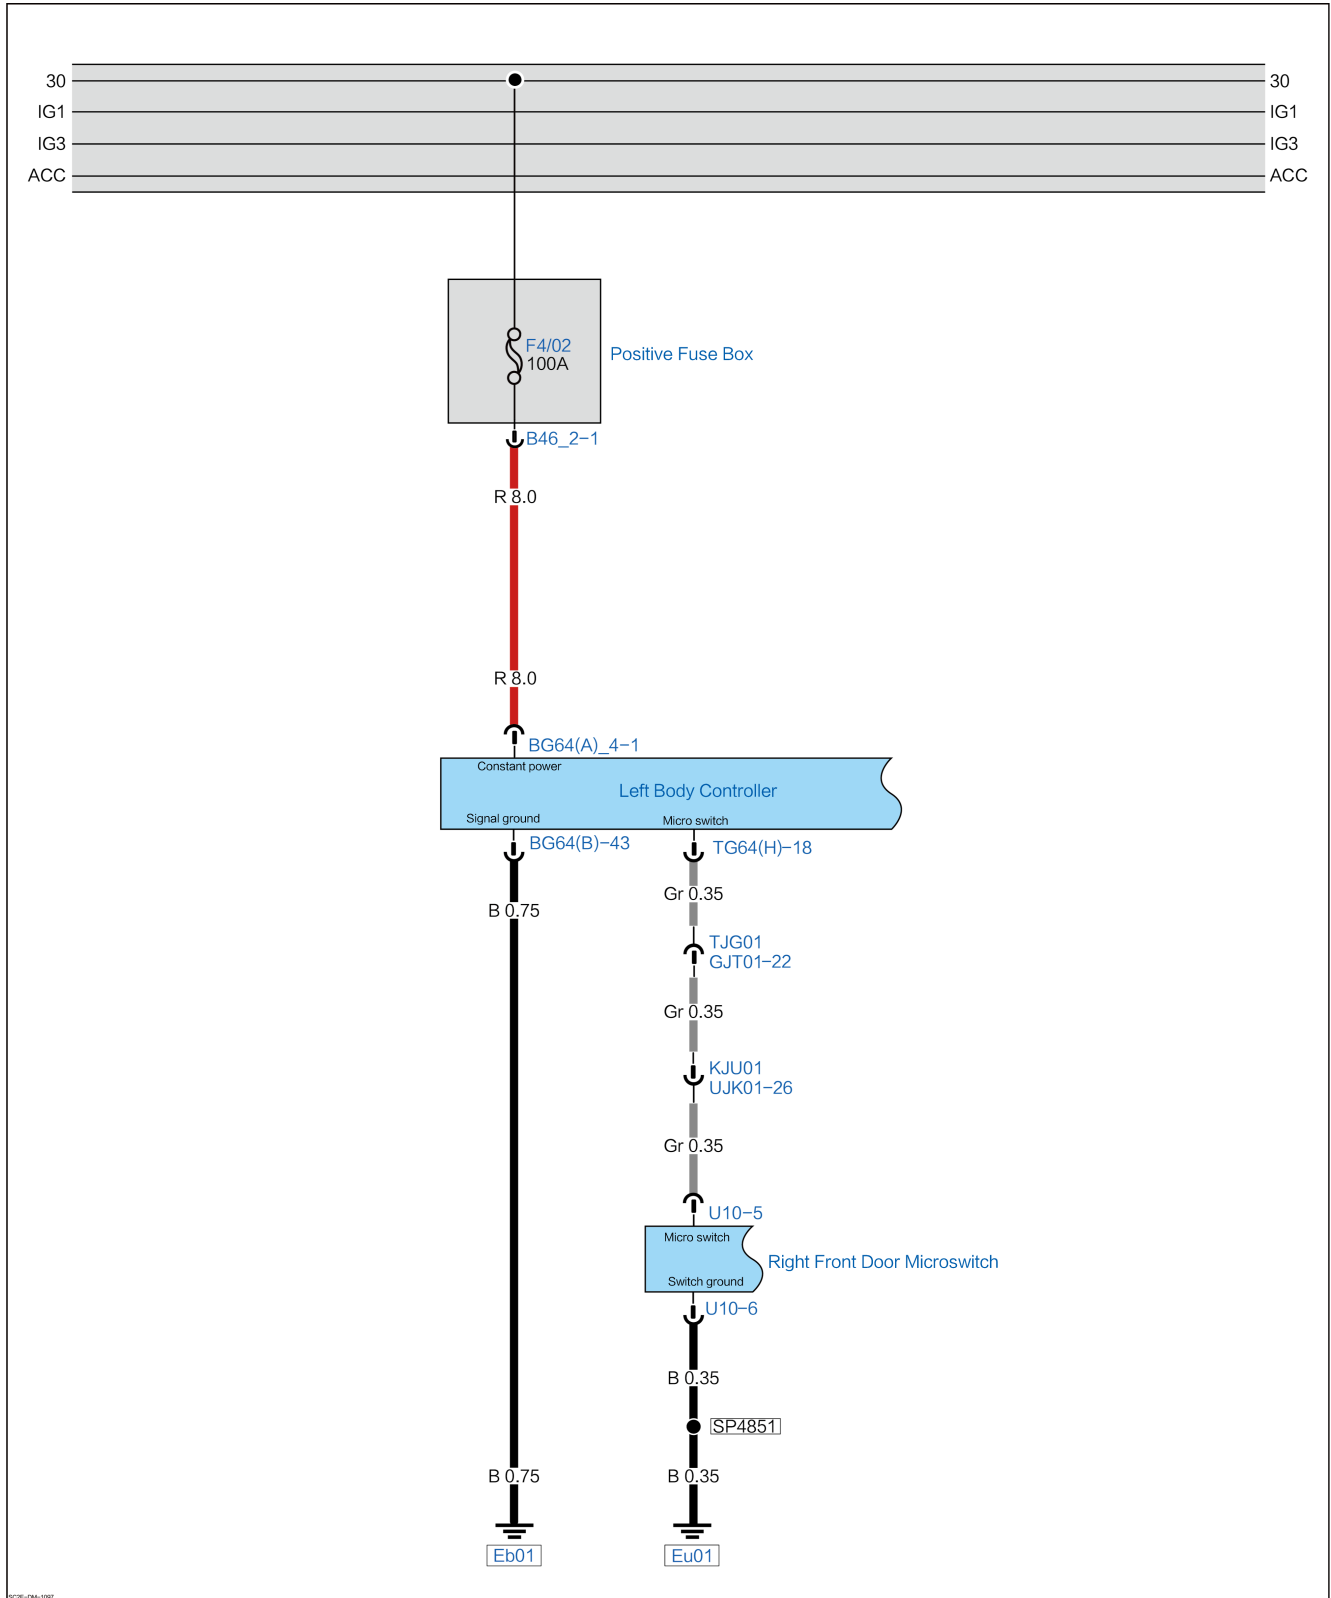 30
30
IG1
IG1
IG3
IG3
ACC
ACC
F4/02
100A
Positive Fuse Box
B46_2-1
R 8.0
R 8.0
BG64(A)_4-1
Constant power
Left Body Controller
Signal ground
Micro switch
BG64(B)-43
TG64(H)-18
Gr 0.35
B 0.75
TJG01
GJT01-22
Gr 0.35
KJU01
UJK01-26
Gr 0.35
U10-5
Micro switch
Right Front Door Microswitch
Switch ground
U10-6
B 0.35
SP4851
B 0.75
B 0.35
Eb01
Eu01